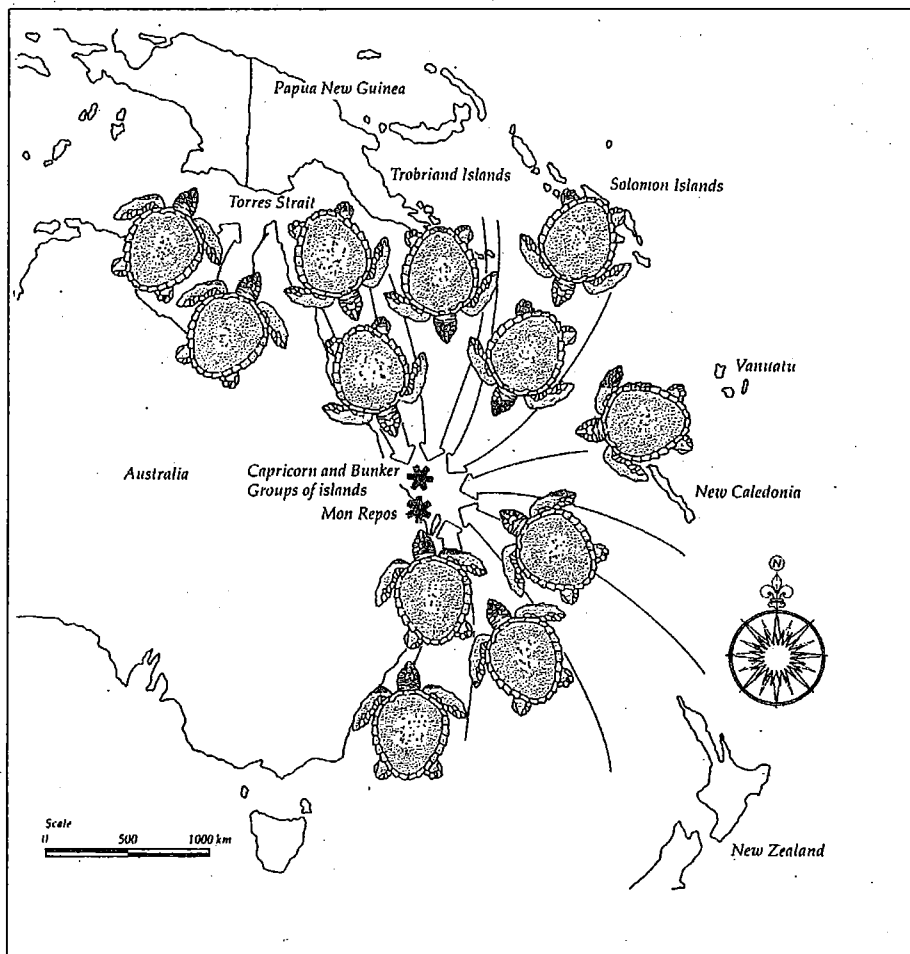 Papua New Guinea
Trobriand Islands
Solomon Islands
Torres Strait
Vanuatu
Australia
Capricorn and Bunker
Groups of islands
Mon Repos
New Caledonia
N
Scale
0 500 1000 km
New Zealand